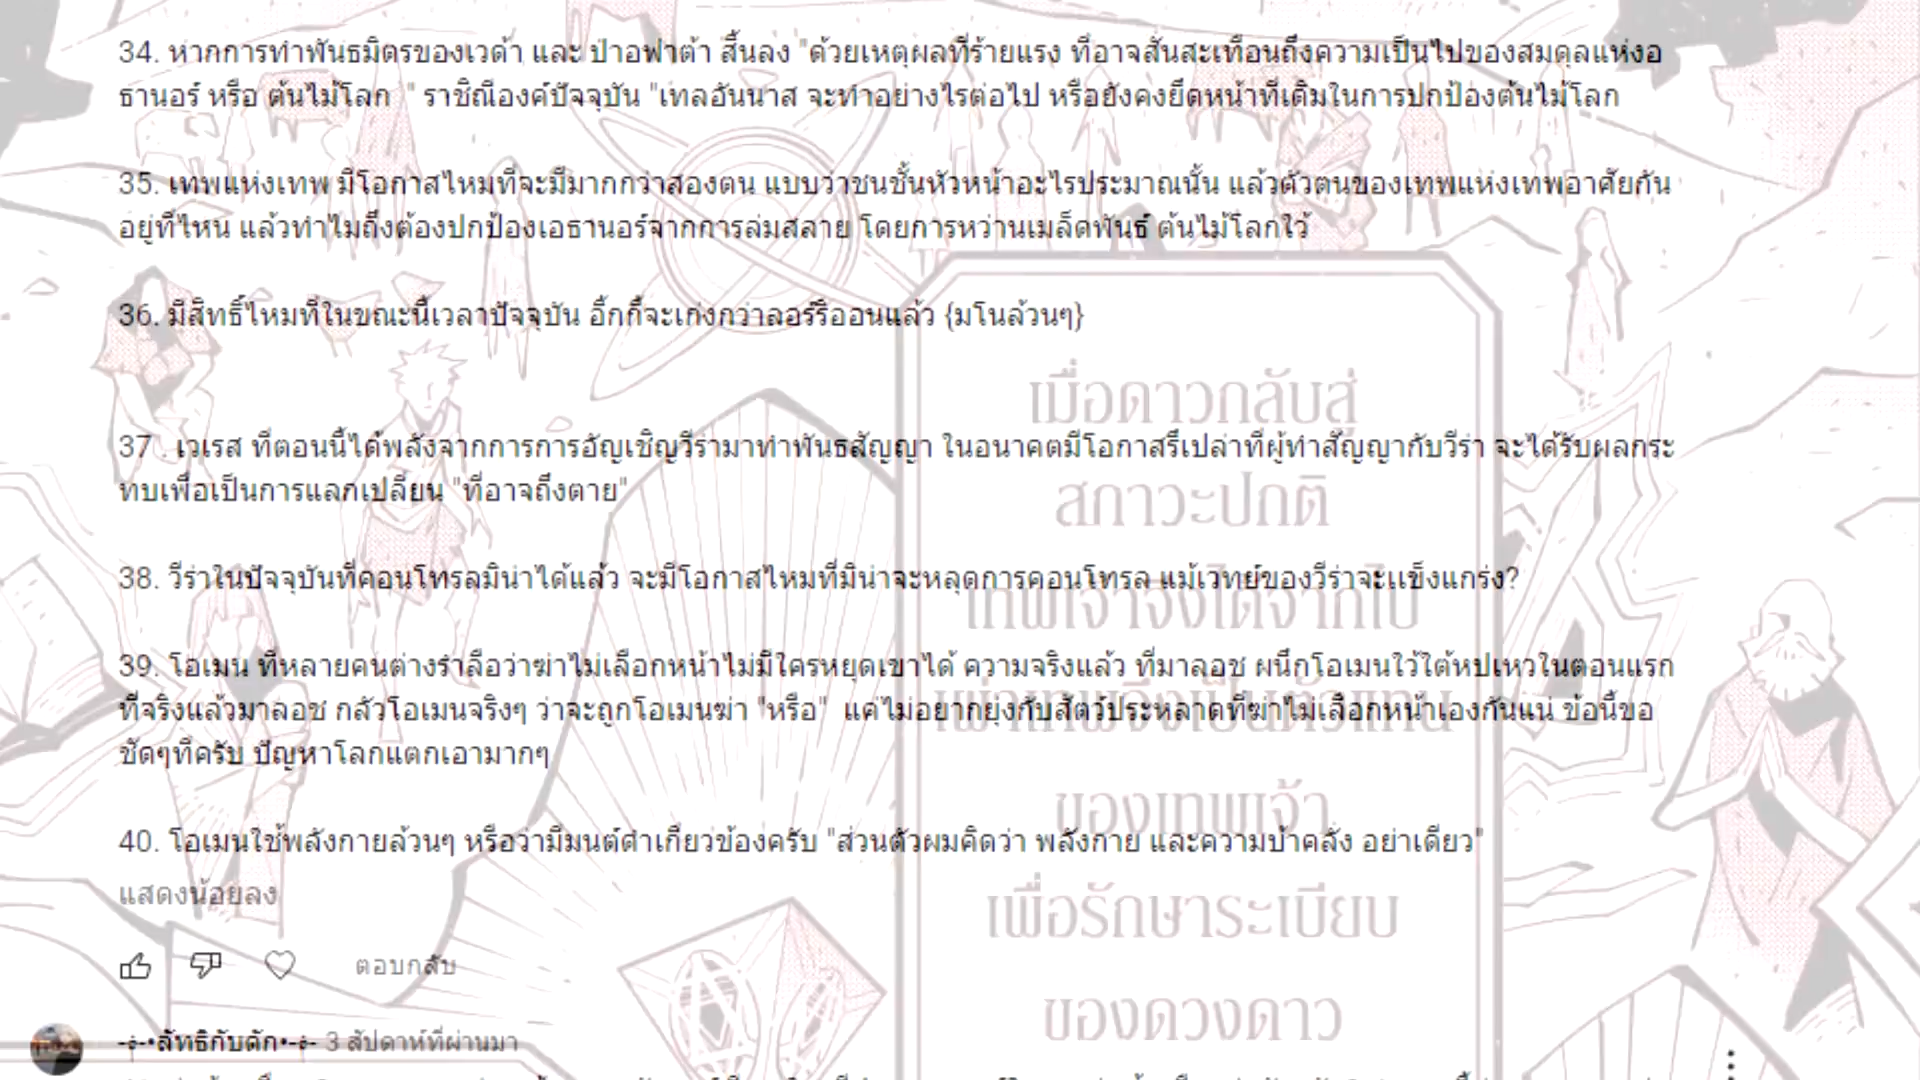 34. หากการทำพันธมิตรของเวด้า และ ป่าอฟาต้า สิ้นลง "ด้วยเหตุผลที่ร้ายแรง ที่อาจสั่นสะเทือนถึงความเป็นไปของสมดุลแห่งอ
ธานอร์ หรือ ต้นไม้โลก " ราชินีองค์ปัจจุบัน "เทลอันนาส จะทำอย่างไรต่อไป หรือยังคงยึดหน้าที่เดิมในการปกป้องต้นไม้โลก
35. เทพแห่งเทพ มีโอกาสไหมที่จะมีมากกว่าสองตน แบบว่าชนชั้นหัวหน้าอะไรประมาณนั้น แล้วตัวตนของเทพแห่งเทพอาศัยกัน
อยู่ที่ไหน แล้วทำไมถึงต้องปกป้องเอธานอร์จากการล่มสลาย โดยการหว่านเมล็ดพันธ์ ต้นไม้โลกใว้
36. มีสิทธิ์ไหมที่ในขณะนี้เวลาปัจจุบัน อิ้กกี้จะเก่งกว่าลอร์ริออนแล้ว {มโนล้วนๆ}
37 . เวเรส ที่ตอนนี้ได้พลังจากการการอัญเชิญวีร่ามาทำพันธสัญญา ในอนาคตมีโอกาสรึเปล่าที่ผู้ทำสัญญากับวีร่า จะได้รับผลกระ
ทบเพื่อเป็นการแลกเปลี่ยน "ที่อาจถึงตาย"
38. วีร่าในปัจจุบันที่คอนโทรลมิน่าได้แล้ว จะมีโอกาสไหมที่มิน่าจะหลุดการคอนโทรล แม้เวทย์ของวีร่าจะแข็งแกร่ง?
39. โอเมน ที่หลายคนต่างร่ำลือว่าฆ่าไม่เลือกหน้าไม่มีใครหยุดเขาได้ ความจริงแล้ว ที่มาลอช ผนึกโอเมนใว้ใต้หปเหวในตอนแรก
ที่จริงแล้วมาลอช กลัวโอเมนจริงๆ ว่าจะถูกโอเมนฆ่า "หรือ" แค่ไม่อยากยุ่งกับสัตว์ประหลาดที่ฆ่าไม่เลือกหน้าเองกันแน่ ข้อนี้ขอ
ชัดๆทีครับ ปัญหาโลกแตกเอามากๆ
40. โอเมนใช้พลังกายล้วนๆ หรือว่ามีมนต์ดำเกี่ยวข้องครับ "ส่วนตัวผมคิดว่า พลังกาย และความบ้าคลั่ง อย่าเดียว"
แสดงน้อยลง
ตอบกลับ
•ลัทธิกับดัก• 3 สัปดาห์ที่ผ่านมา
เมื่อดาวกลับสู่
สภาวะปกติ
เทพเจ้าจึงได้จากไป
เผ่าเทพจึงเป็นตัวแทน
ของเทพเจ้า
เพื่อรักษาระเบียบ
ของดวงดาว